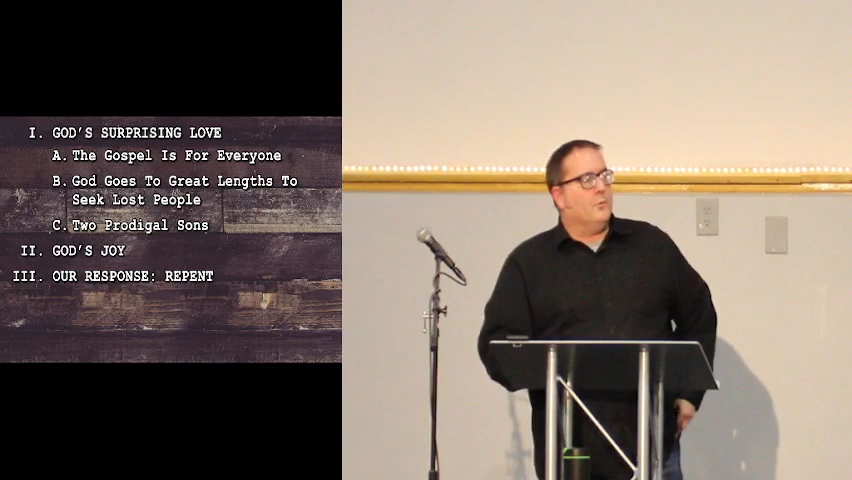 I. GOD'S SURPRISING LOVE
A. The Gospel Is For Everyone
B. God Goes To Great Lengths To
Seek Lost People
C. Two Prodigal Sons
II. GOD'S JOY
III. OUR RESPONSE: REPENT